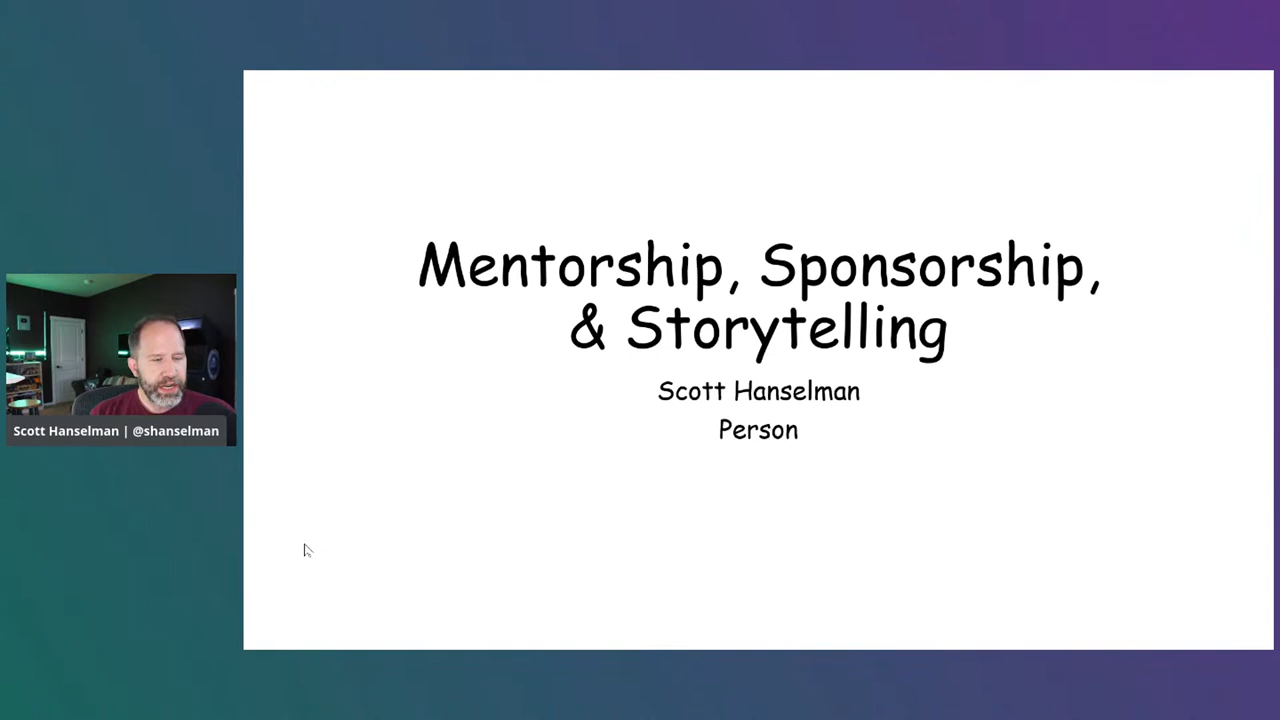 Mentorship, Sponsorship,
& Storytelling
Scott Hanselman
Person
Scott Hanselman | @shanselman